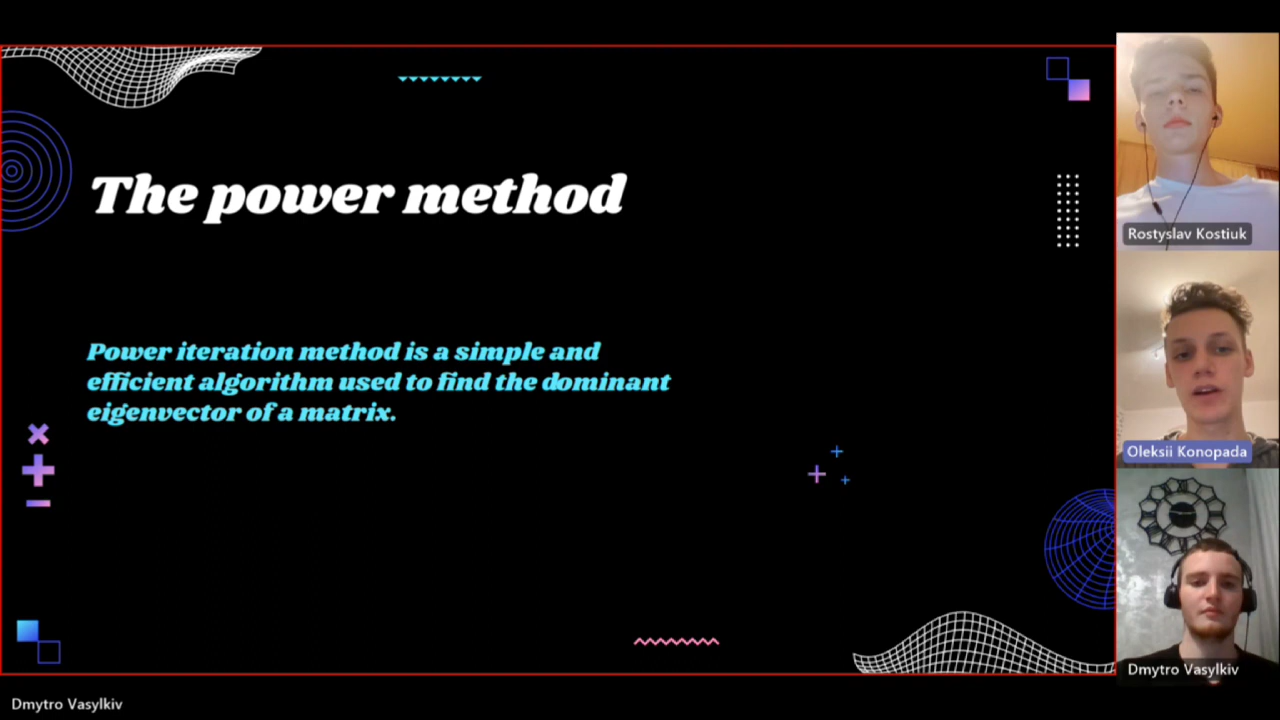 The power method
Power iteration method is a simple and
efficient algorithm used to find the dominant
eigenvector of a matrix.
Rostyslav Kostiuk
Oleksii Konopada
Dmytro Vasylkiv
Dmytro Vasylkiv